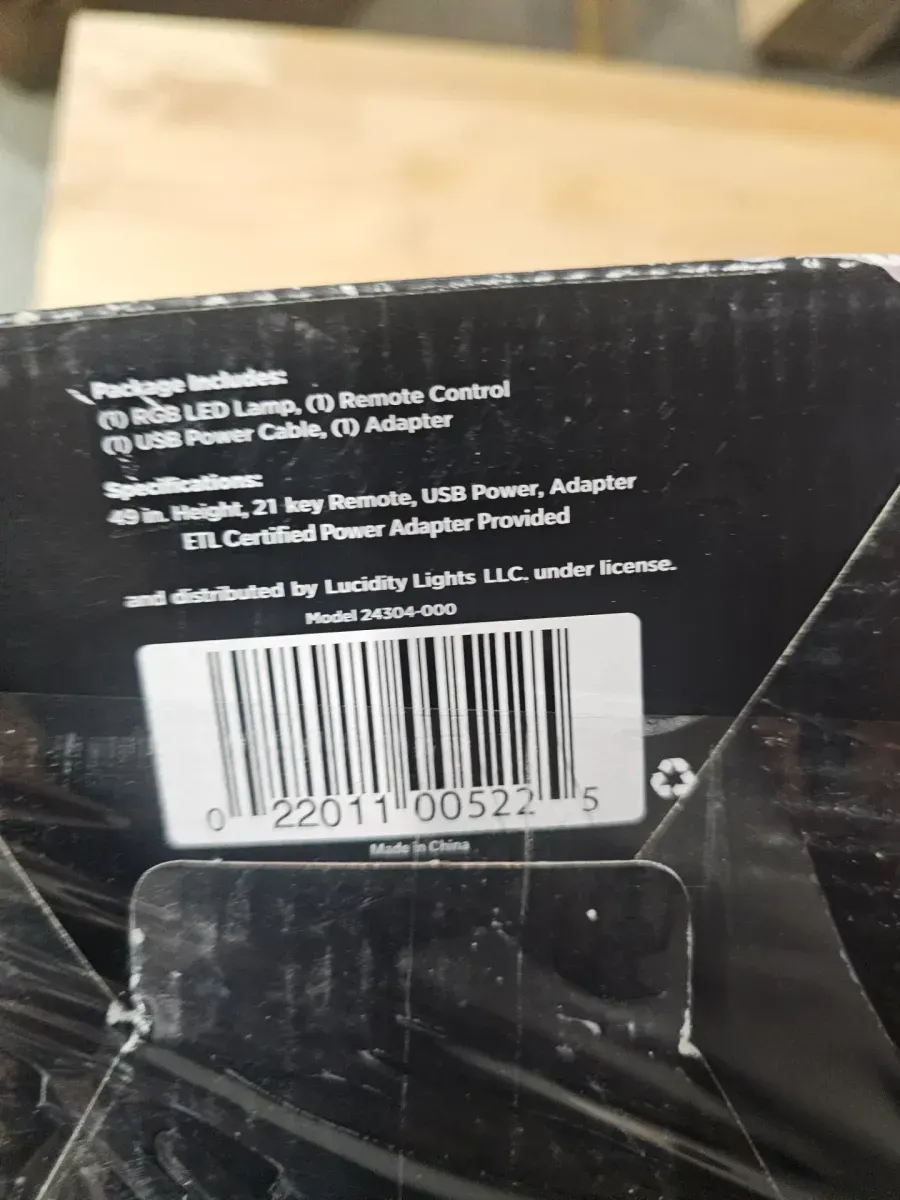 Package Includes:
(1) RGB LED Lamp, (1) Remote Control
(1) USB Power Cable, (1) Adapter
Specifications:
49 in. Height, 21 key Remote, USB Power, Adapter
ETL Certified Power Adapter Provided
and distributed by Lucidity Lights LLC. under license.
Model 24304-000
0 22011 00522 5
Made in China